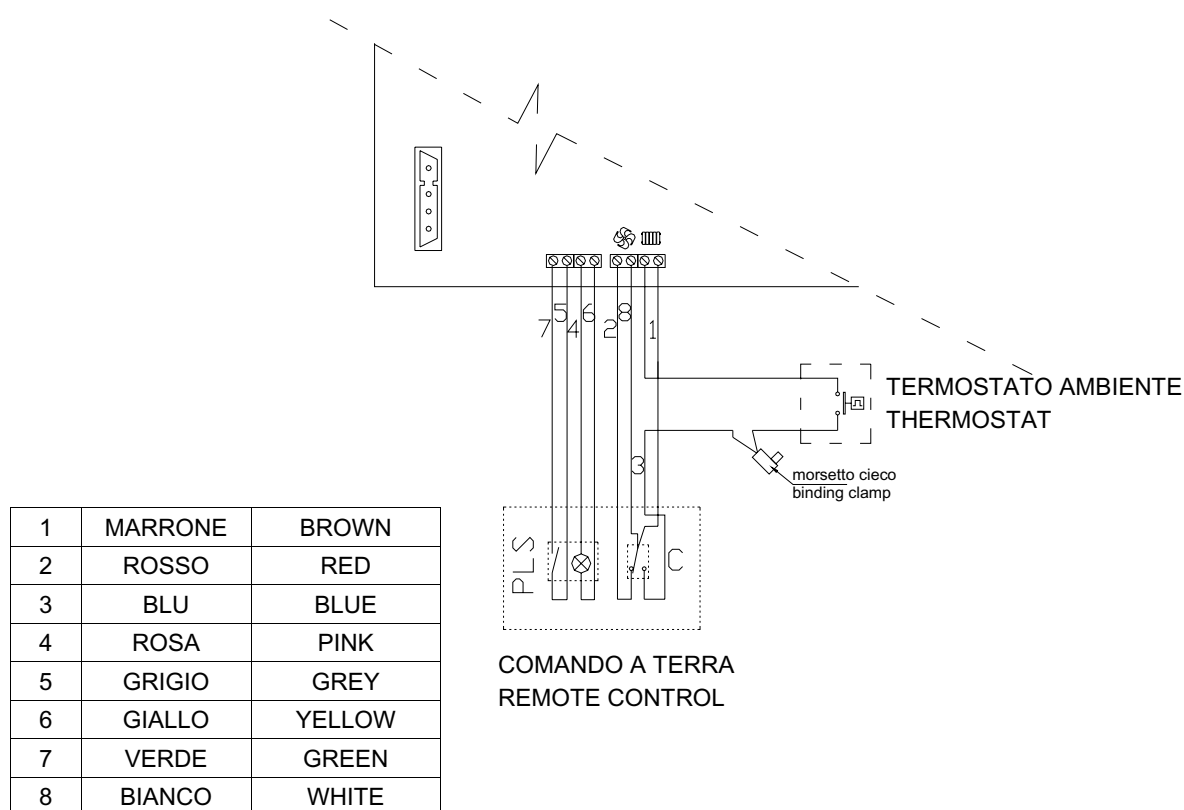 5
6
8
7
4
2
1
TERMOSTATO AMBIENTE
THERMOSTAT
3
morsetto cieco
binding clamp
PLS
C
COMANDO A TERRA
REMOTE CONTROL
1 MARRONE BROWN
2 ROSSO RED
3 BLU BLUE
4 ROSA PINK
5 GRIGIO GREY
6 GIALLO YELLOW
7 VERDE GREEN
8 BIANCO WHITE